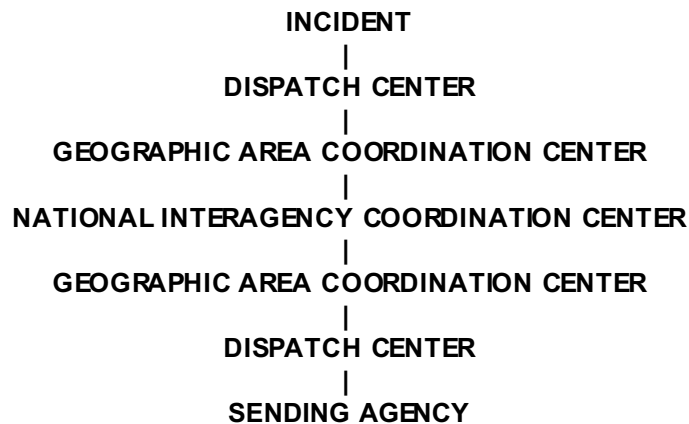 INCIDENT
|
DISPATCH CENTER
|
GEOGRAPHIC AREA COORDINATION CENTER
|
NATIONAL INTERAGENCY COORDINATION CENTER
|
GEOGRAPHIC AREA COORDINATION CENTER
|
DISPATCH CENTER
|
SENDING AGENCY